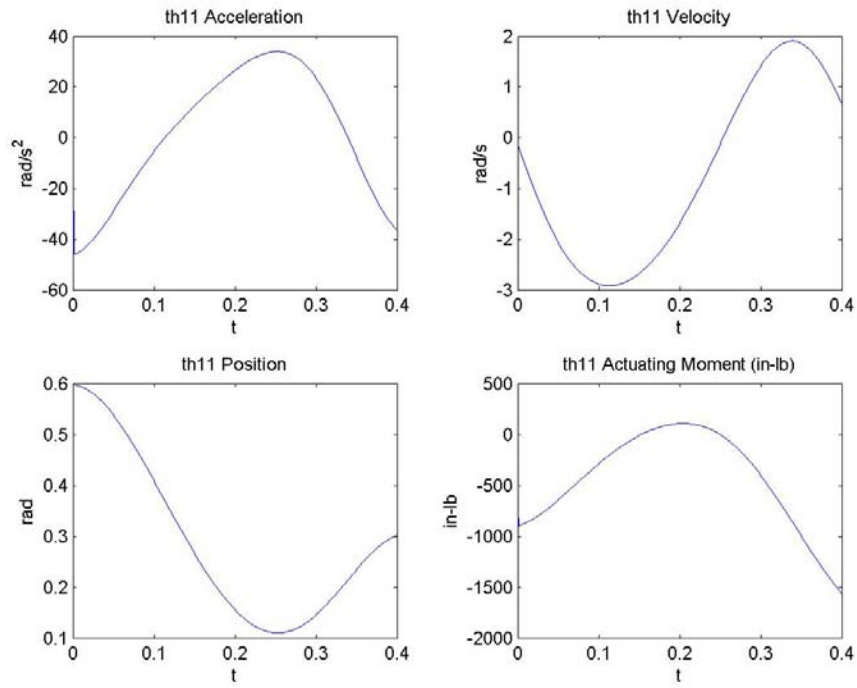 th11 Acceleration
40
20
0
-20
-40
-60
rad/s²
0 0.1 0.2 0.3 0.4
t
th11 Velocity
2
1
0
-1
-2
-3
rad/s
0 0.1 0.2 0.3 0.4
t
th11 Position
0.6
0.5
0.4
0.3
0.2
0.1
rad
0 0.1 0.2 0.3 0.4
t
th11 Actuating Moment (in-lb)
500
0
-500
-1000
-1500
-2000
in-lb
0 0.1 0.2 0.3 0.4
t